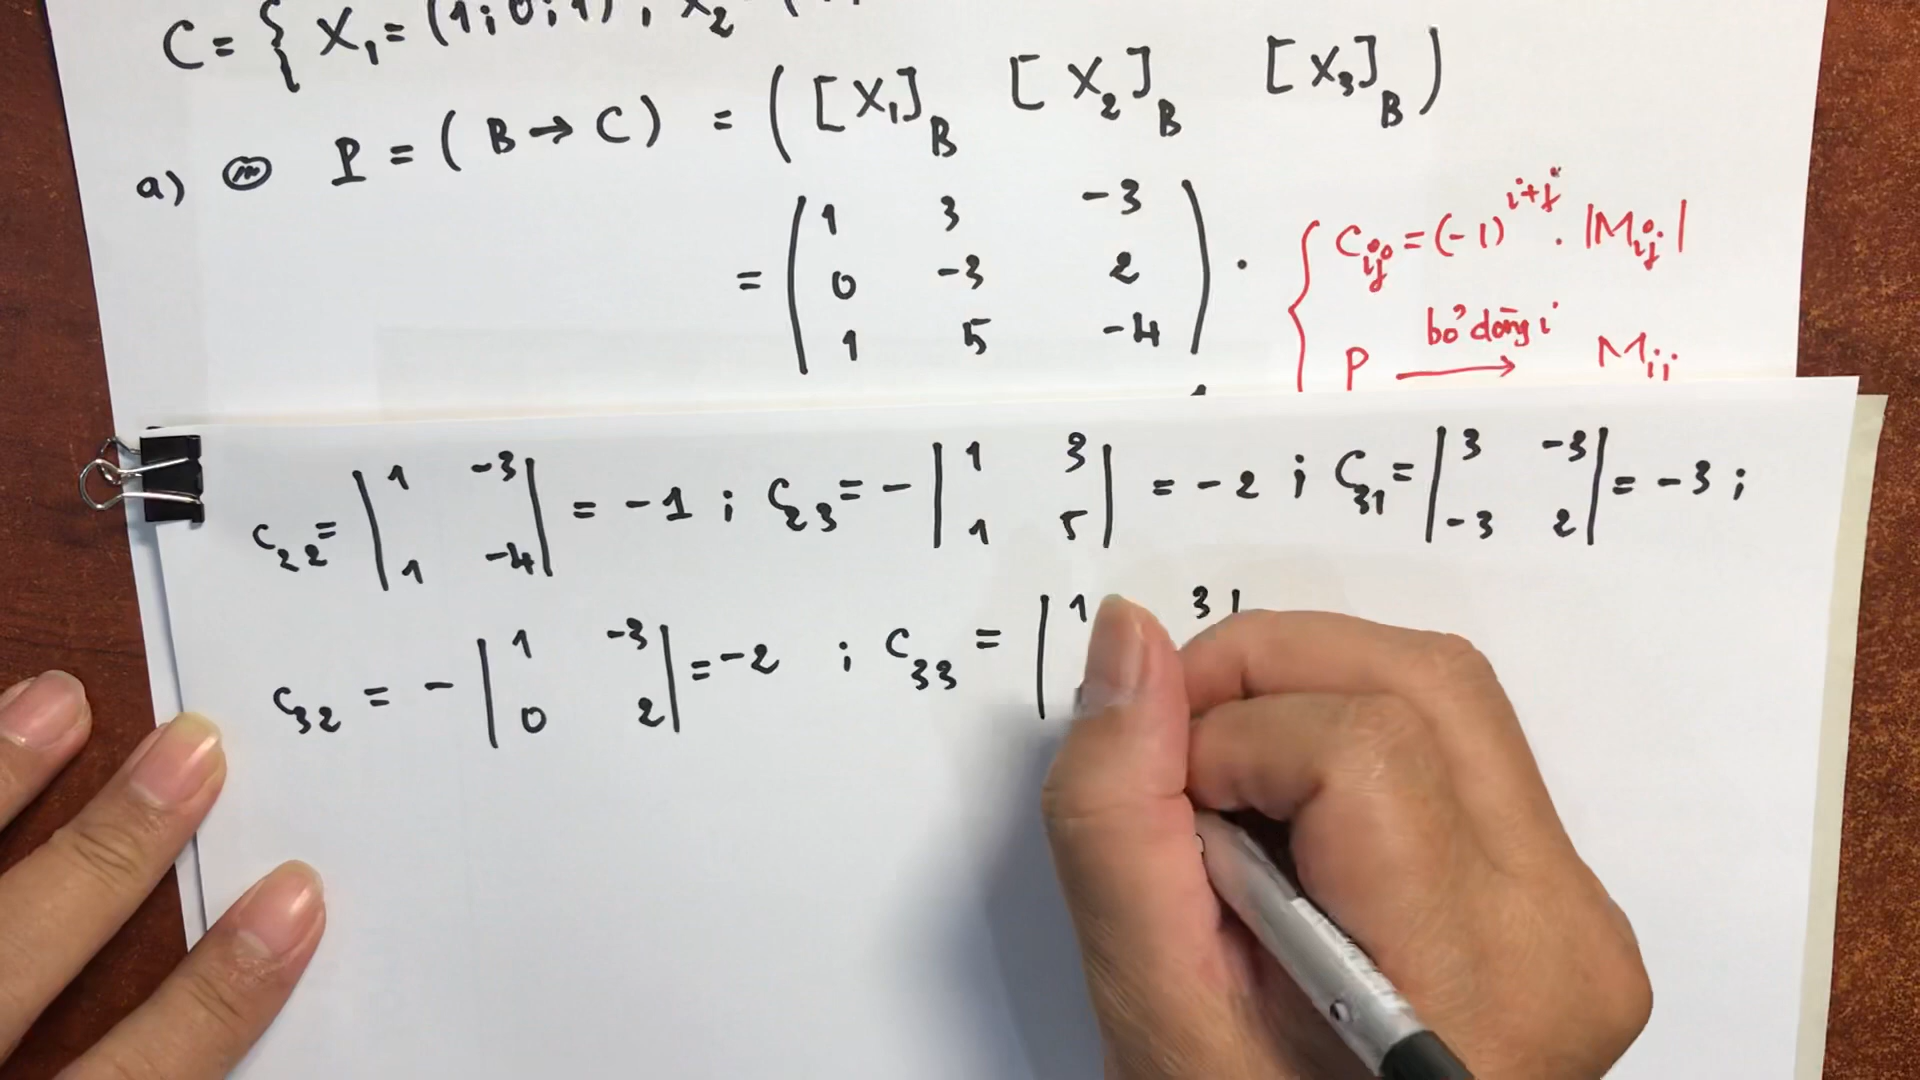 C = { X₁ = (1; 0; 1), X₂
a) P = (B → C) = ([X₁]_B [X₂]_B [X₃]_B)
= ( 1 3 -3
0 -3 2
1 5 -4 ) .
{ C_ij = (-1)^{i+j} . |M_ij|
bỏ dòng i
P → M_ij
C₂₂ = | 1 -3 | = -1 ; C₂₃ = - | 1 3 | = -2 ; C₃₁ = | 3 -3 | = -3 ;
1 -4 1 5 -3 2
C₃₂ = - | 1 -3 | = -2 ; C₃₃ = | 1 3 |
0 2